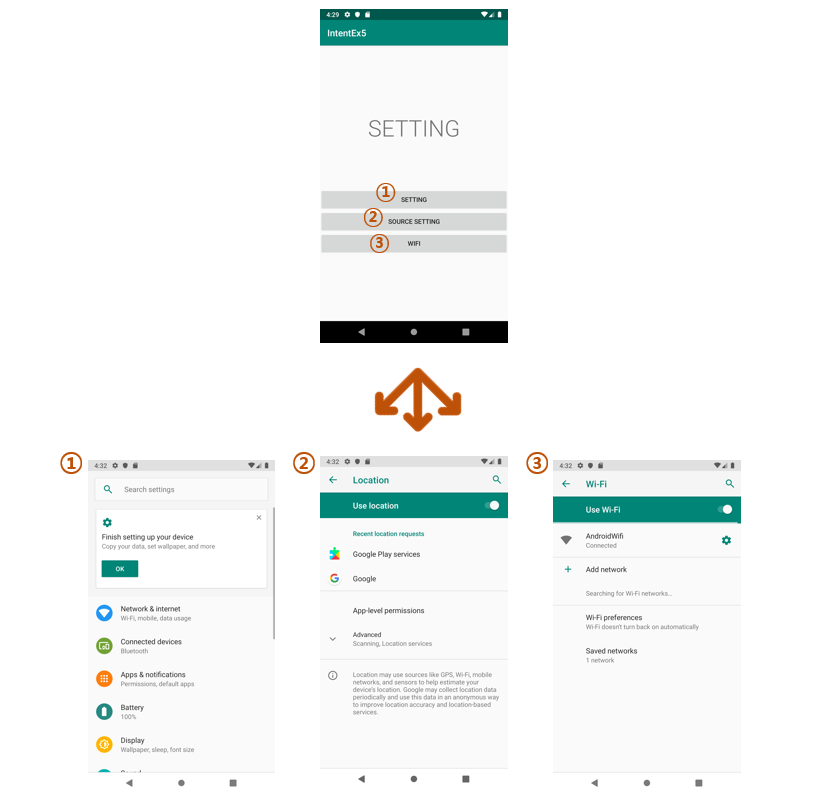 4:29
IntentEx5
SETTING
① SETTING
② SOURCE SETTING
③ WIFI
①
4:32
Search settings
Finish setting up your device
Copy your data, set wallpaper, and more
OK
Network & internet
Wi-Fi, mobile, data usage
Connected devices
Bluetooth
Apps & notifications
Permissions, default apps
Battery
100%
Display
Wallpaper, sleep, font size
②
4:32
Location
Use location
Recent location requests
Google Play services
G Google
App-level permissions
Advanced
Scanning, Location services
Location may use sources like GPS, Wi-Fi, mobile
networks, and sensors to help estimate your
device's location. Google may collect location data
periodically and use this data in an anonymous way
to improve location accuracy and location-based
services.
③
4:32
Wi-Fi
Use Wi-Fi
AndroidWifi
Connected
Add network
Searching for Wi-Fi networks…
Wi-Fi preferences
Wi-Fi doesn't turn back on automatically
Saved networks
1 network